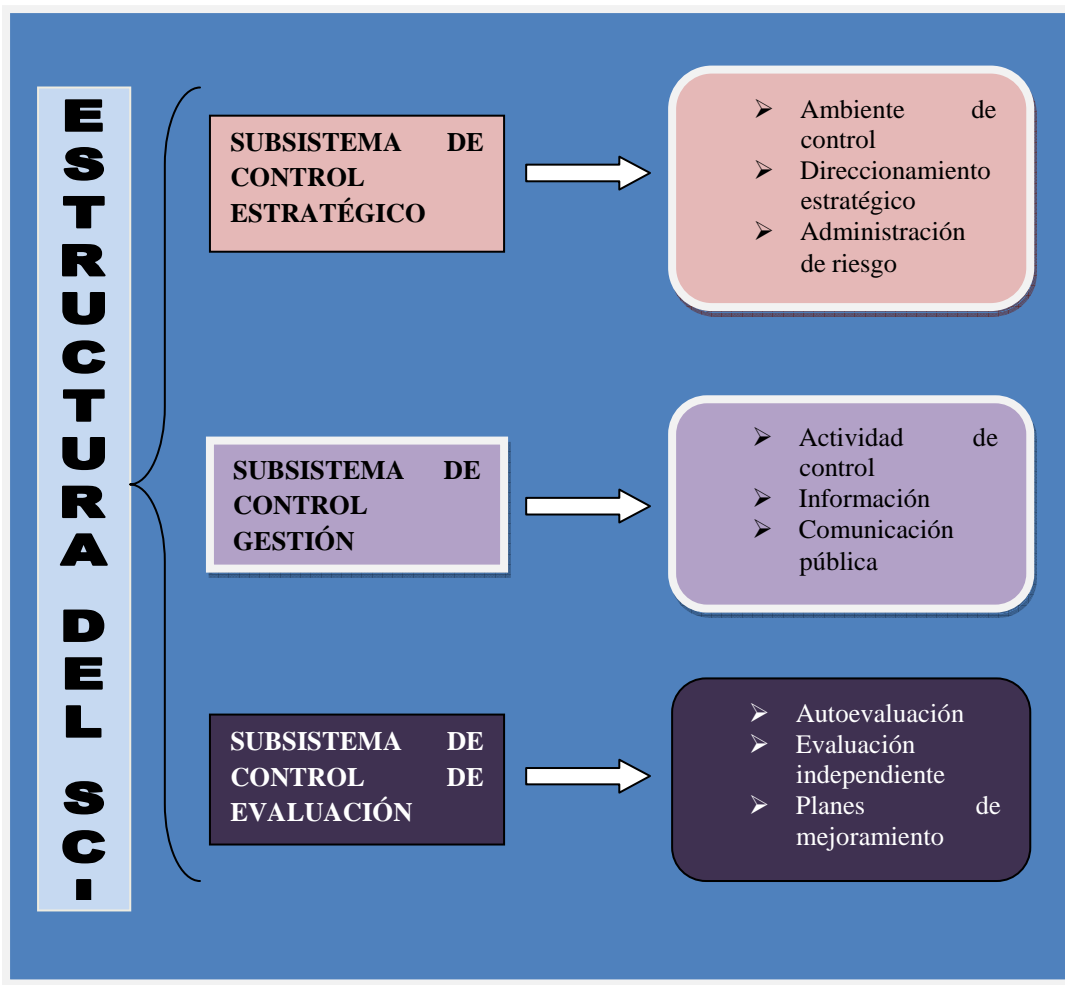 ESTRUCTURA DEL SCI
SUBSISTEMA DE
CONTROL
ESTRATÉGICO
➢ Ambiente de
control
➢ Direccionamiento
estratégico
➢ Administración
de riesgo
SUBSISTEMA DE
CONTROL
GESTIÓN
➢ Actividad de
control
➢ Información
➢ Comunicación
pública
SUBSISTEMA DE
CONTROL DE
EVALUACIÓN
➢ Autoevaluación
➢ Evaluación
independiente
➢ Planes de
mejoramiento